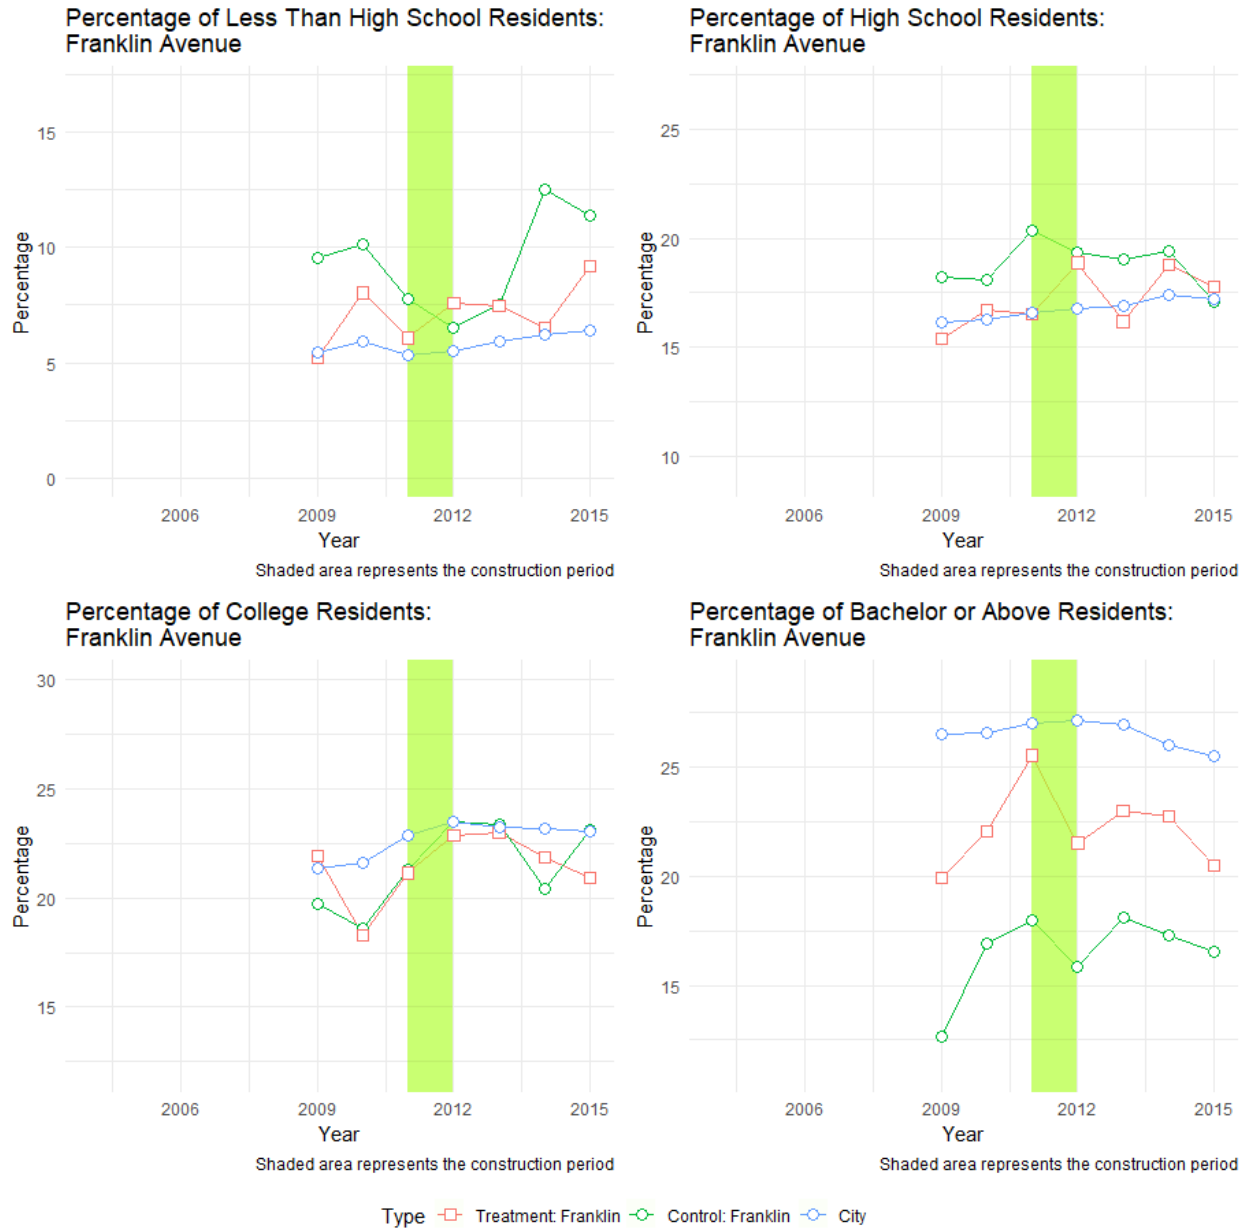 Percentage of Less Than High School Residents:
Franklin Avenue
Percentage
15
10
5
0
2006 2009 2012 2015
Year
Shaded area represents the construction period
Percentage of High School Residents:
Franklin Avenue
Percentage
25
20
15
10
2006 2009 2012 2015
Year
Shaded area represents the construction period
Percentage of College Residents:
Franklin Avenue
Percentage
30
25
20
15
2006 2009 2012 2015
Year
Shaded area represents the construction period
Percentage of Bachelor or Above Residents:
Franklin Avenue
Percentage
25
20
15
2006 2009 2012 2015
Year
Shaded area represents the construction period
Type Treatment: Franklin Control: Franklin City